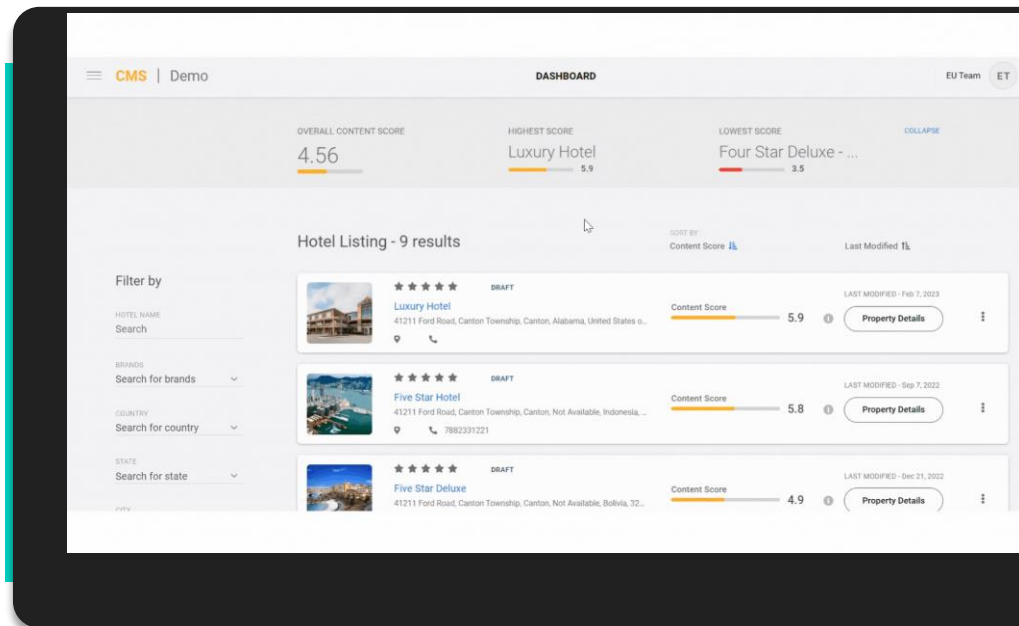 CMS | Demo
DASHBOARD
EU Team ET
OVERALL CONTENT SCORE
4.56
HIGHEST SCORE
Luxury Hotel
5.9
LOWEST SCORE
Four Star Deluxe - ...
3.5
COLLAPSE
Hotel Listing - 9 results
SORT BY
Content Score
Last Modified
Filter by
HOTEL NAME
Search
BRANDS
Search for brands
COUNTRY
Search for country
STATE
Search for state
CITY
DRAFT
Luxury Hotel
41211 Ford Road, Canton Township, Canton, Alabama, United States o...
Content Score
5.9
LAST MODIFIED - Feb 7, 2023
Property Details
DRAFT
Five Star Hotel
41211 Ford Road, Canton Township, Canton, Not Available, Indonesia, ...
7882331221
Content Score
5.8
LAST MODIFIED - Sep 7, 2022
Property Details
DRAFT
Five Star Deluxe
41211 Ford Road, Canton Township, Canton, Not Available, Bolivia, 32...
Content Score
4.9
LAST MODIFIED - Dec 21, 2022
Property Details